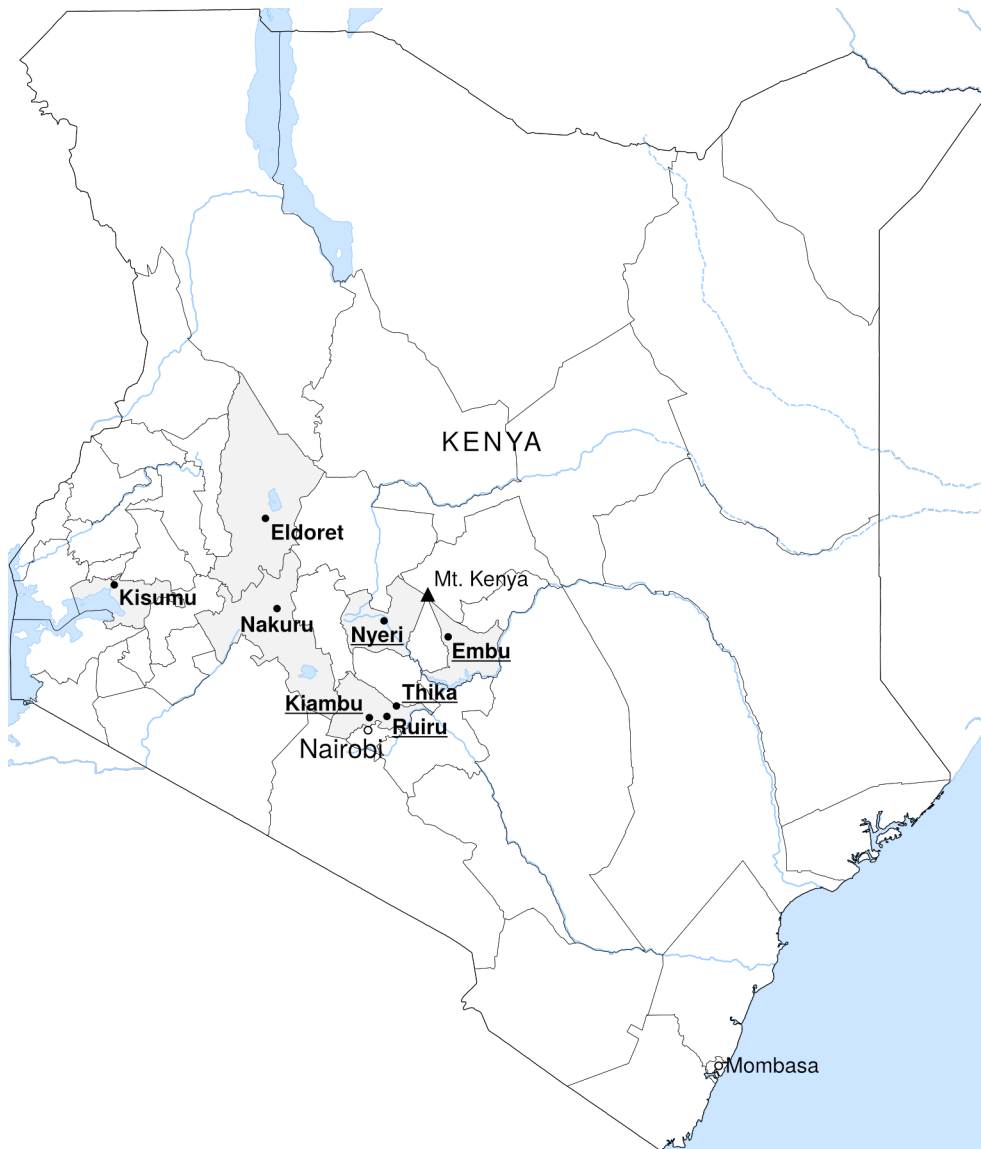 KENYA
Eldoret
Mt. Kenya
Kisumu
Nakuru
Nyeri
Embu
Thika
Kiambu
Ruiru
Nairobi
Mombasa